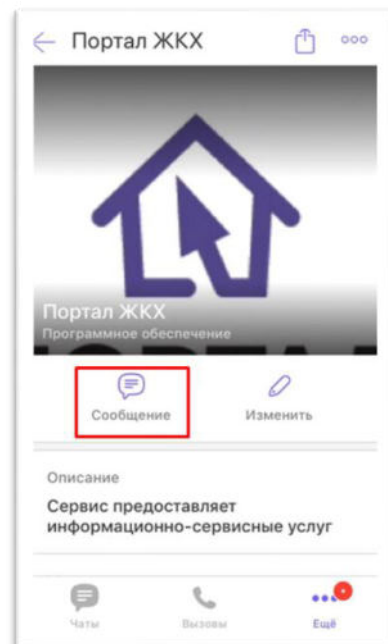 Портал ЖКХ
Портал ЖКХ
Программное обеспечение
Сообщение
Изменить
Описание
Сервис предоставляет
информационно-сервисные услуг
Чаты
Вызовы
Ещё